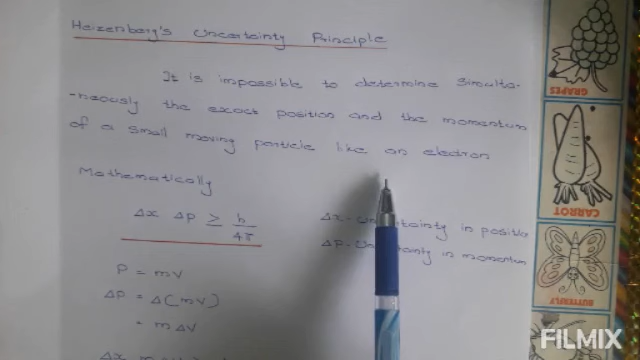 Heizenberg's Uncertainty Principle
It is impossible to determine simulta-
-neously the exact position and the momentum
of a small moving particle like an electron
Mathematically
Δx Δp ≥ h/4π
Δx - Uncertainty in position
Δp - Uncertainty in momentum
P = mv
Δp = Δ(mv)
= m Δv
GRAPES
CARROT
BUTTERFLY
FILMIX